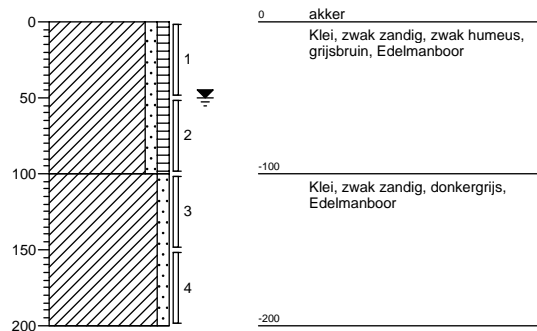 0
50
100
150
200
1
2
3
4
0 akker
Klei, zwak zandig, zwak humeus,
grijsbruin, Edelmanboor
-100
Klei, zwak zandig, donkergrijs,
Edelmanboor
-200